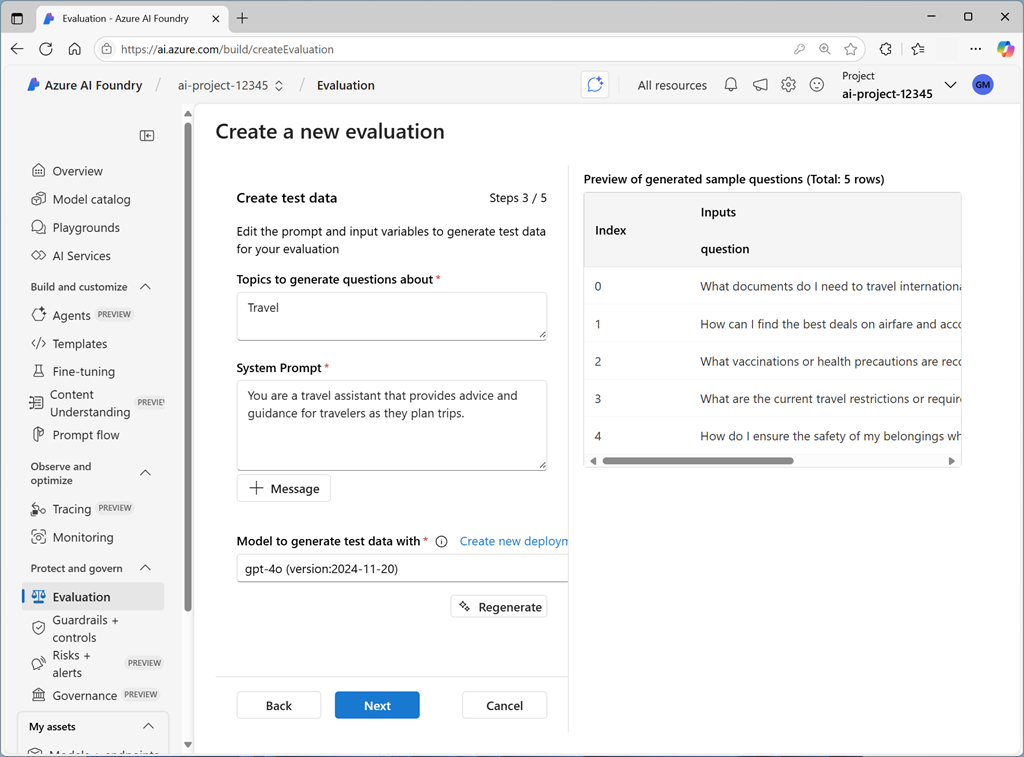 Evaluation - Azure AI Foundry
https://ai.azure.com/build/createEvaluation
Azure AI Foundry / ai-project-12345 / Evaluation
All resources
Project
ai-project-12345
GM
Overview
Model catalog
Playgrounds
AI Services
Build and customize
Agents PREVIEW
Templates
Fine-tuning
Content
Understanding
PREVIEW
Prompt flow
Observe and
optimize
Tracing PREVIEW
Monitoring
Protect and govern
Evaluation
Guardrails +
controls
Risks +
alerts
PREVIEW
Governance PREVIEW
My assets
Create a new evaluation
Create test data
Steps 3 / 5
Edit the prompt and input variables to generate test data
for your evaluation
Topics to generate questions about *
Travel
System Prompt *
You are a travel assistant that provides advice and
guidance for travelers as they plan trips.
Message
Model to generate test data with * Create new deploym
gpt-4o (version:2024-11-20)
Regenerate
Back
Next
Cancel
Preview of generated sample questions (Total: 5 rows)
Index
Inputs
question
0 What documents do I need to travel internationa
1 How can I find the best deals on airfare and acco
2 What vaccinations or health precautions are reco
3 What are the current travel restrictions or require
4 How do I ensure the safety of my belongings wh